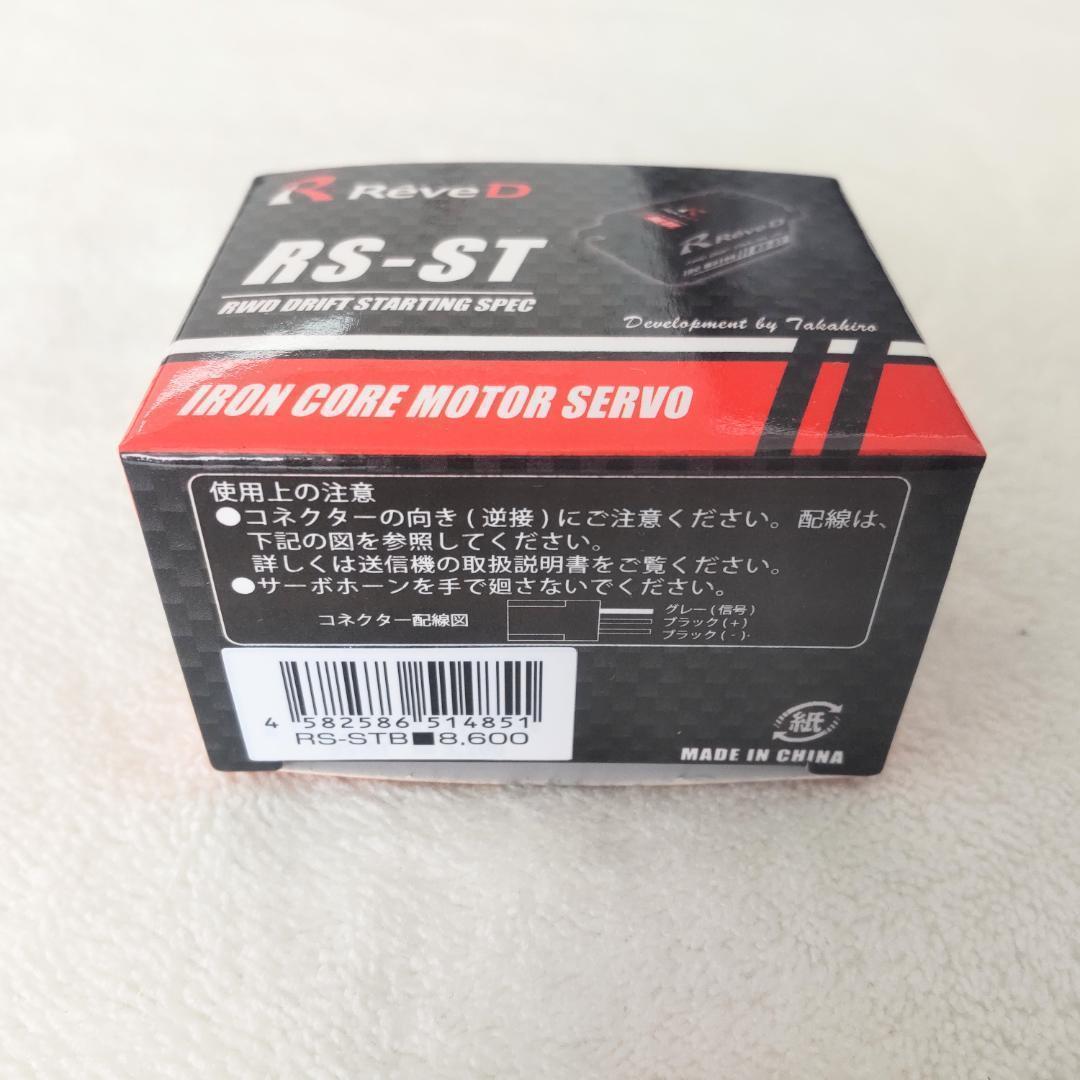 R RêveD
RS-ST
RWD DRIFT STARTING SPEC
R RêveD
Development by Takahiro
IRON CORE MOTOR SERVO
使用上の注意
●コネクターの向き(逆接)にご注意ください。配線は、
下記の図を参照してください。
詳しくは送信機の取扱説明書をご覧ください。
●サーボホーンを手で廻さないでください。
コネクター配線図
グレー(信号)
ブラック(+)
ブラック(-)
4 582586 514851
RS-STB■8,600
紙
MADE IN CHINA